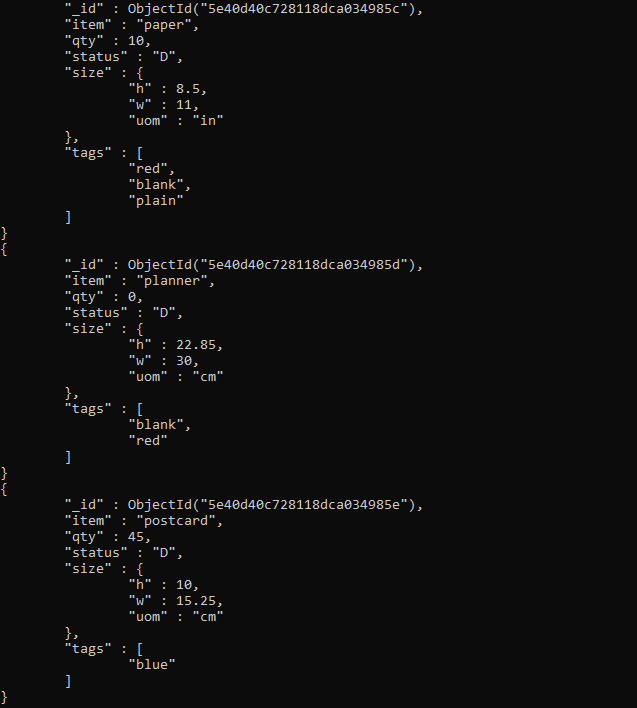 "_id" : ObjectId("5e40d40c728118dca034985c"),
"item" : "paper",
"qty" : 10,
"status" : "D",
"size" : {
"h" : 8.5,
"w" : 11,
"uom" : "in"
},
"tags" : [
"red",
"blank",
"plain"
]
}
{
"_id" : ObjectId("5e40d40c728118dca034985d"),
"item" : "planner",
"qty" : 0,
"status" : "D",
"size" : {
"h" : 22.85,
"w" : 30,
"uom" : "cm"
},
"tags" : [
"blank",
"red"
]
}
{
"_id" : ObjectId("5e40d40c728118dca034985e"),
"item" : "postcard",
"qty" : 45,
"status" : "D",
"size" : {
"h" : 10,
"w" : 15.25,
"uom" : "cm"
},
"tags" : [
"blue"
]
}